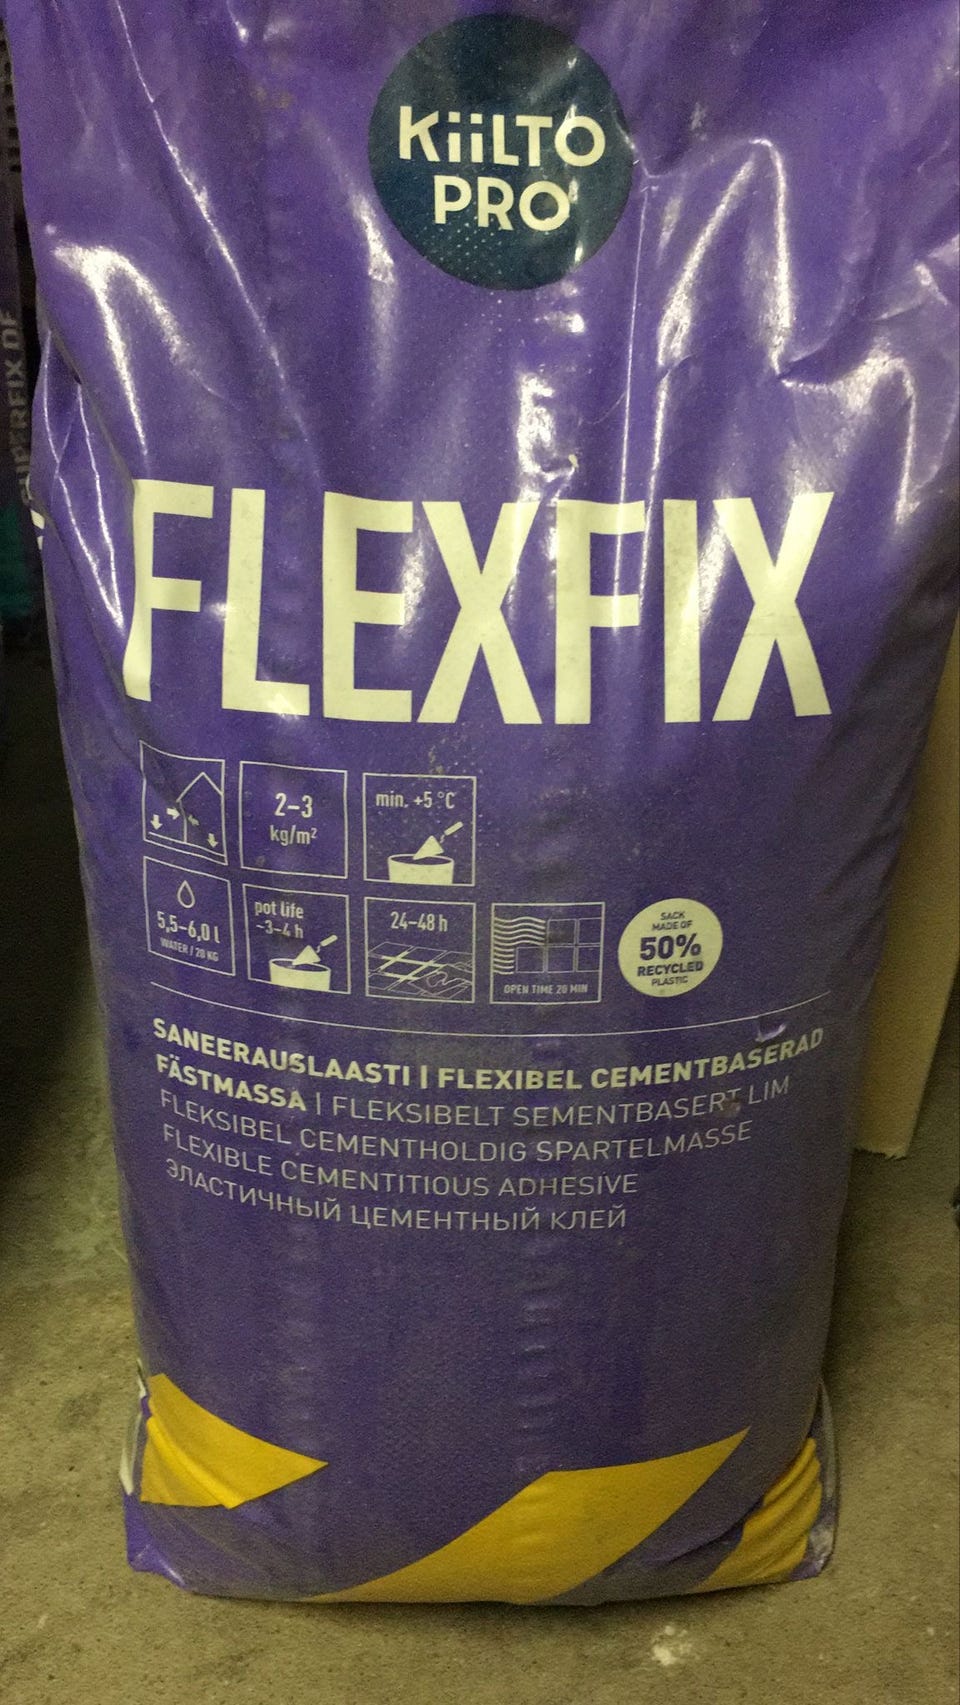 KiiLTO
PRO
SUPERFIX DF
FLEXFIX
2–3
kg/m²
min. +5 °C
5,5–6,0 l
WATER / 20 KG
pot life
~3–4 h
24–48 h
OPEN TIME 20 MIN
SACK
MADE OF
50%
RECYCLED
PLASTIC
SANEERAUSLAASTI | FLEXIBEL CEMENTBASERAD
FÄSTMASSA | FLEKSIBELT SEMENTBASERT LIM
FLEKSIBEL CEMENTHOLDIG SPARTELMASSE
FLEXIBLE CEMENTITIOUS ADHESIVE
ЭЛАСТИЧНЫЙ ЦЕМЕНТНЫЙ КЛЕЙ